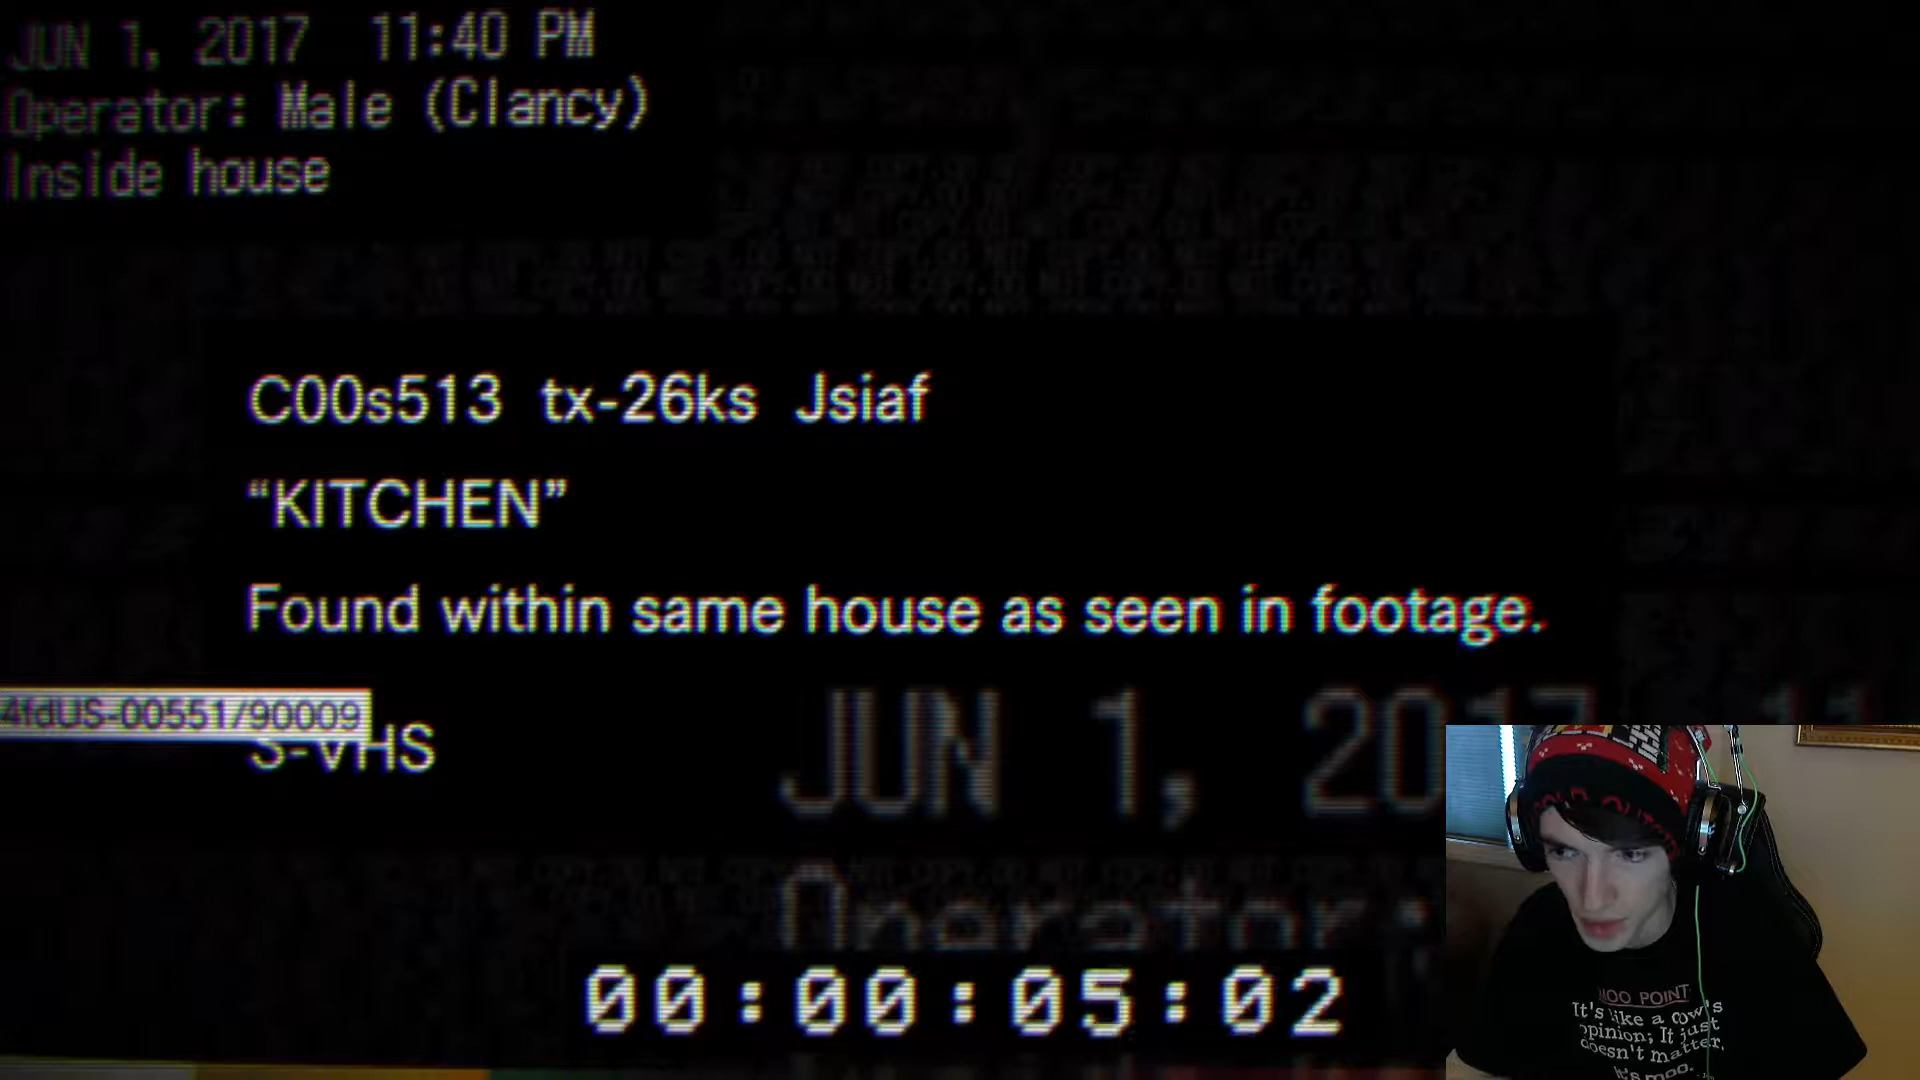 JUN 1, 2017 11:40 PM
Operator: Male (Clancy)
Inside house
C00s513 tx-26ks Jsiaf
“KITCHEN”
Found within same house as seen in footage.
4fdUS-00551/90009
S-VHS
JUN 1, 20
Operator:
00:00:05:02
MOO POINT
It's like a cow's
opinion; It just
doesn't matter.
It's moo.